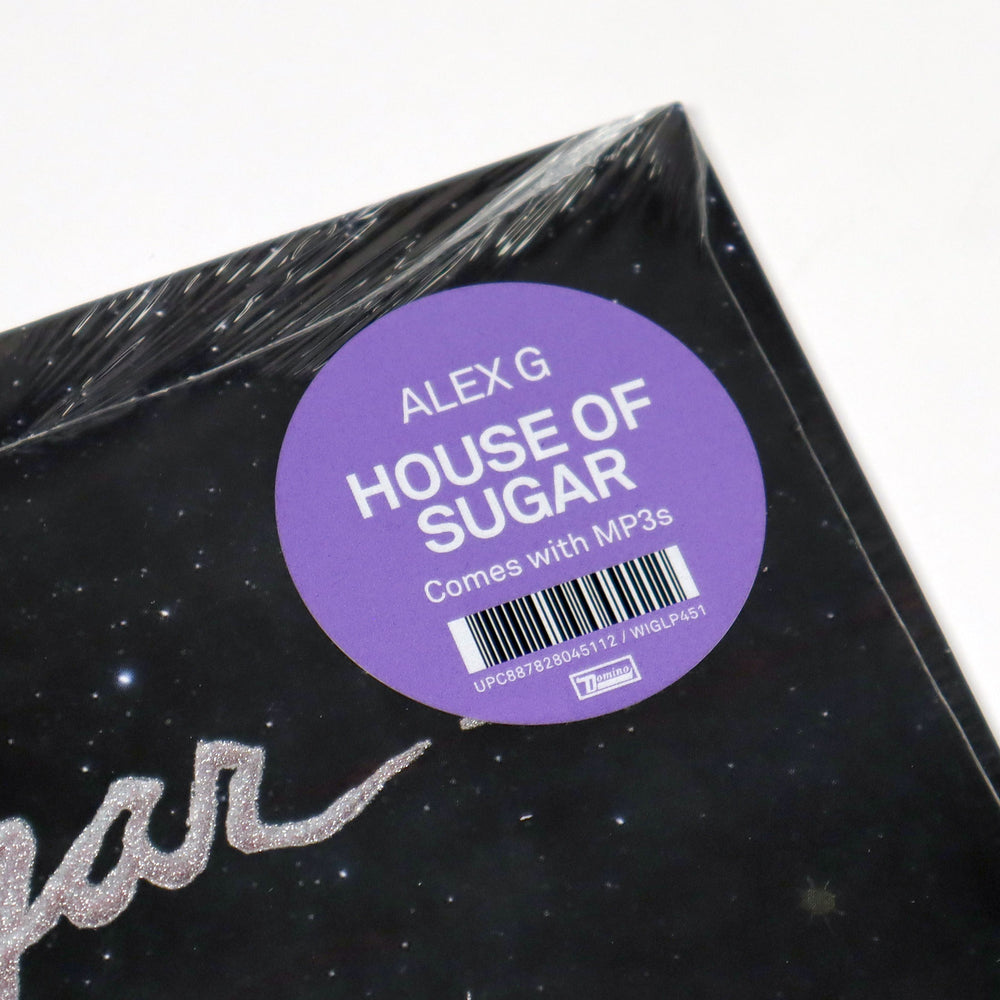 ALEX G
HOUSE OF
SUGAR
Comes with MP3s
UPC887828045112 / WIGLP451
Domino
gar